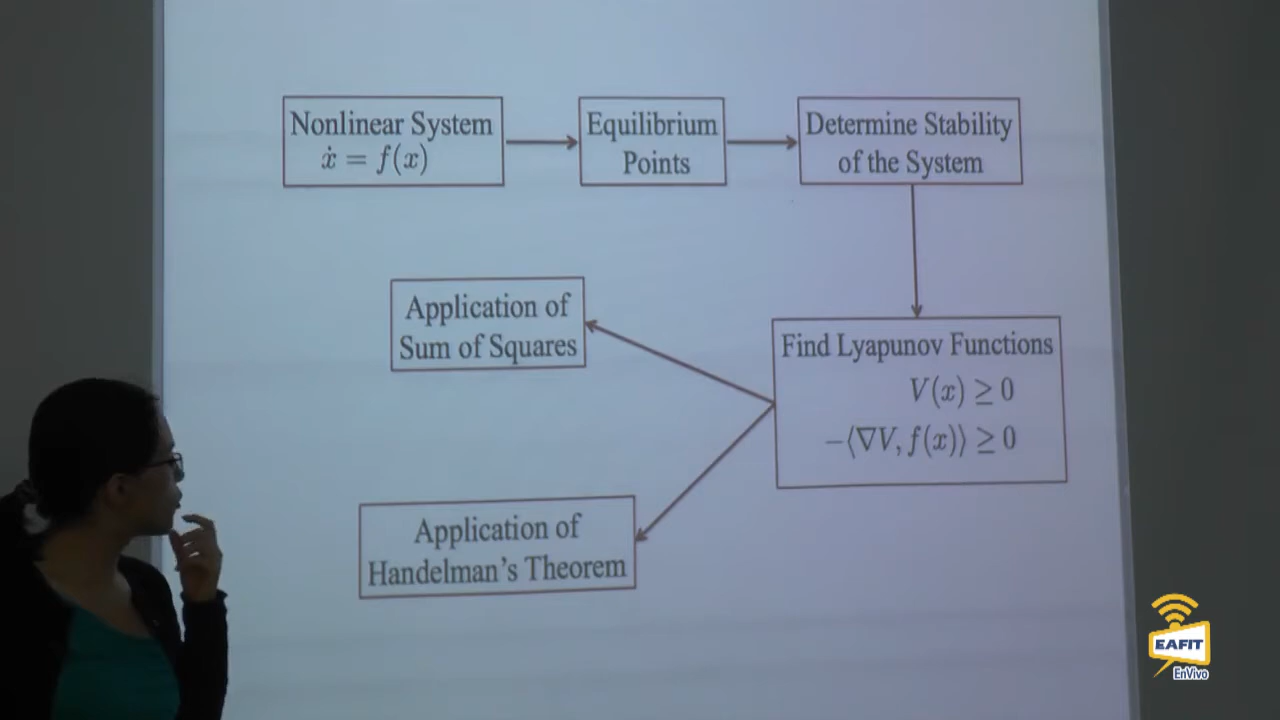 Nonlinear System
ẋ = f(x)
Equilibrium
Points
Determine Stability
of the System
Application of
Sum of Squares
Find Lyapunov Functions
V(x) ≥ 0
−⟨∇V, f(x)⟩ ≥ 0
Application of
Handelman's Theorem
EAFIT
EnVivo